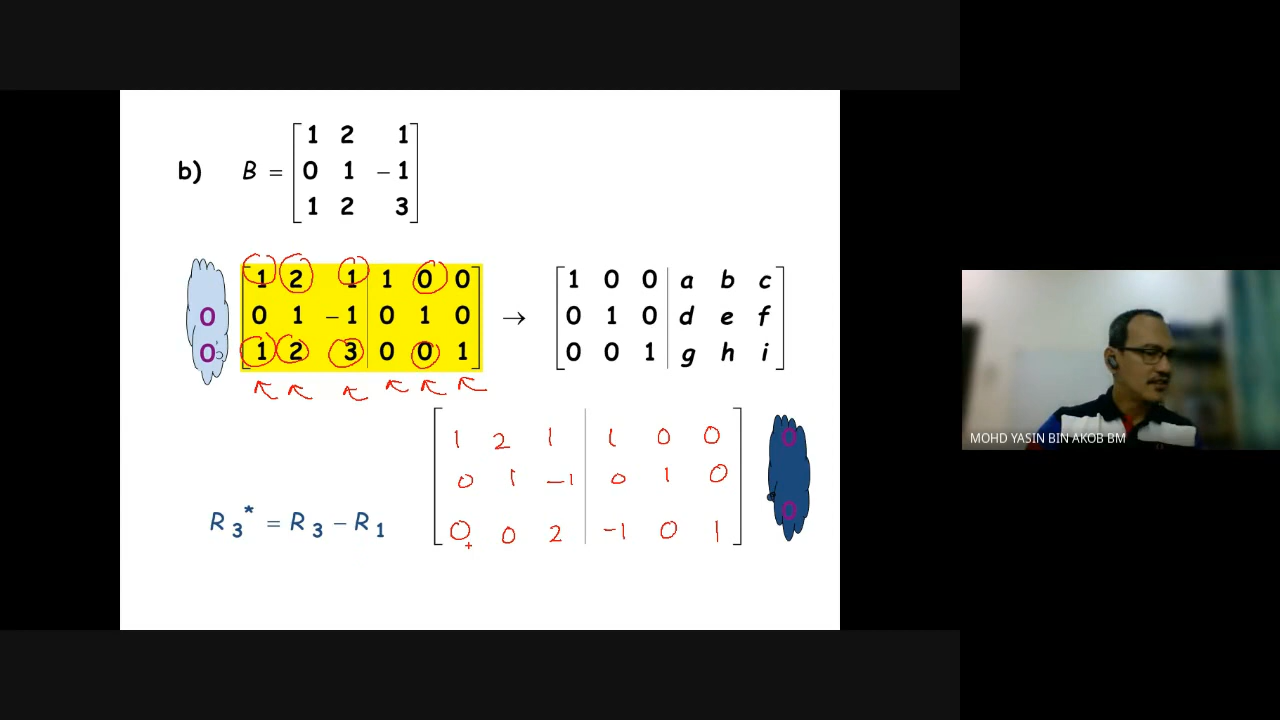 b) B = [ 1 2 1
0 1 - 1
1 2 3 ]
0 0 [ 1 2 1 | 1 0 0
0 1 - 1 | 0 1 0
1 2 3 | 0 0 1 ] → [ 1 0 0 | a b c
0 1 0 | d e f
0 0 1 | g h i ]
[ 1 2 1 | 1 0 0
0 1 -1 | 0 1 0
0 0 2 | -1 0 1 ] 0 0
R3* = R3 - R1
MOHD YASIN BIN AKOB BM